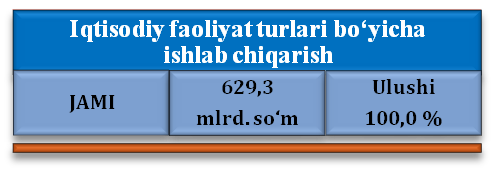 Iqtisodiy faoliyat turlari bo‘yicha
ishlab chiqarish
JAMI
629,3
mlrd. so‘m
Ulushi
100,0 %